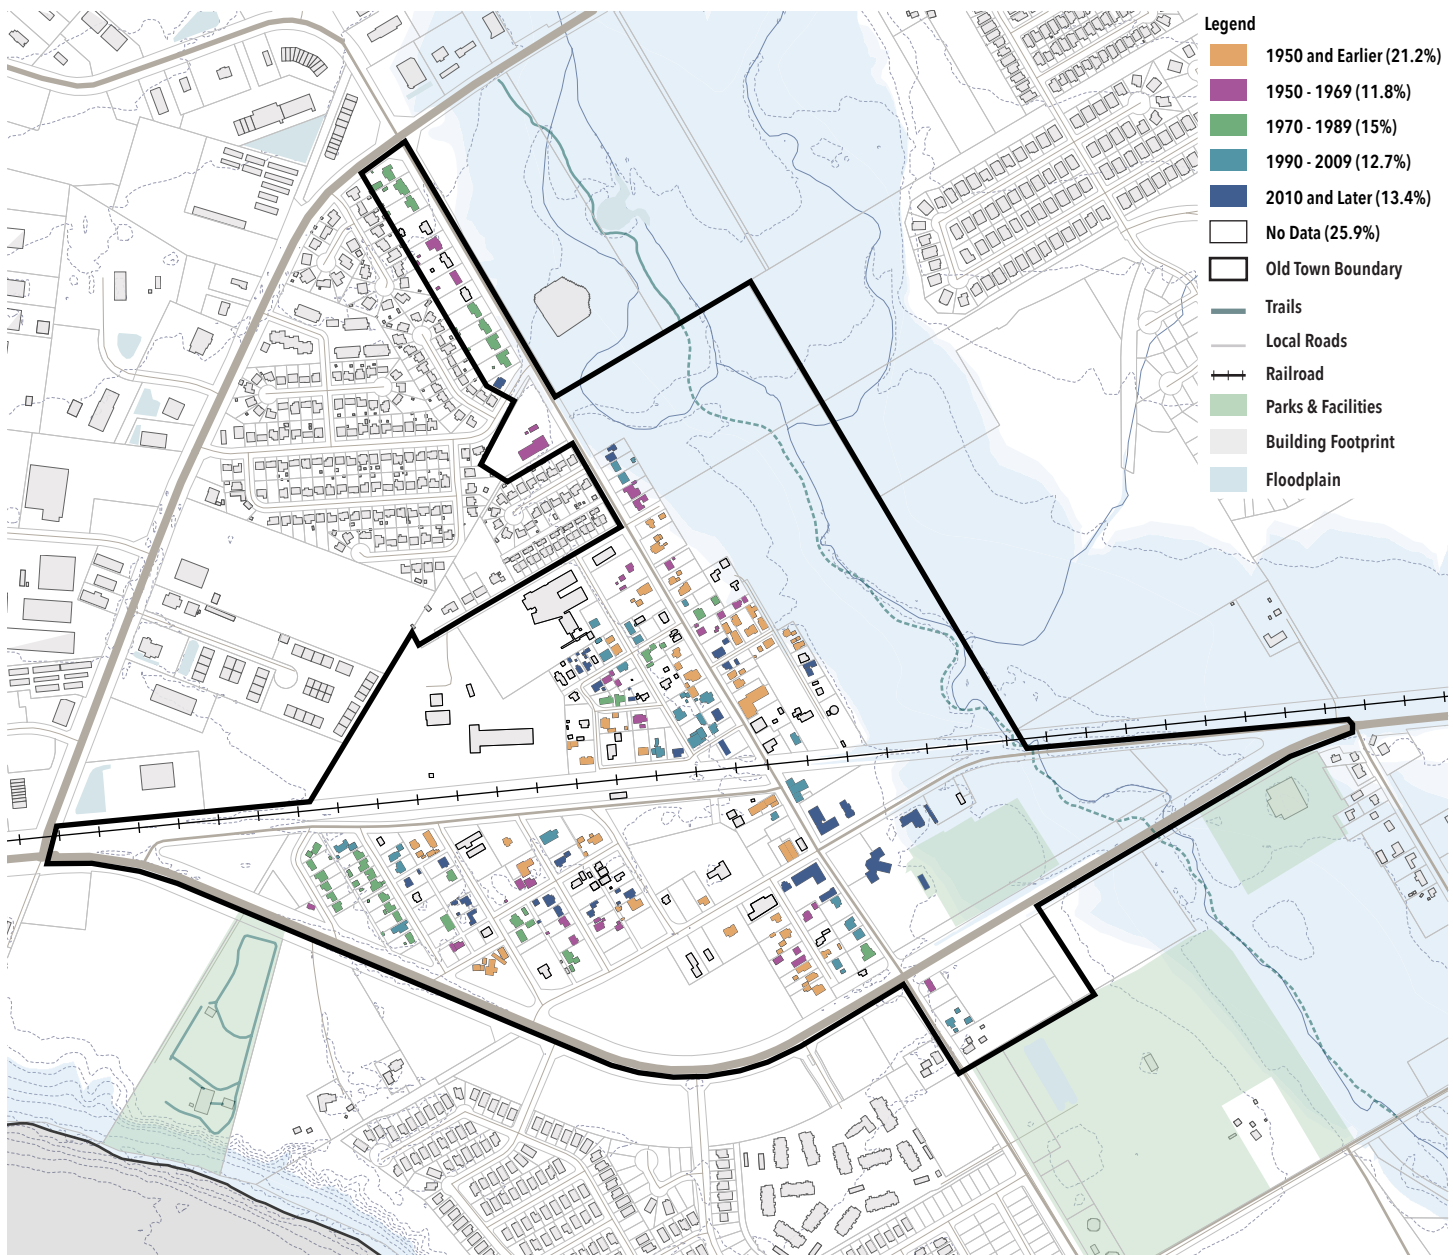 Legend
1950 and Earlier (21.2%)
1950 - 1969 (11.8%)
1970 - 1989 (15%)
1990 - 2009 (12.7%)
2010 and Later (13.4%)
No Data (25.9%)
Old Town Boundary
Trails
Local Roads
Railroad
Parks & Facilities
Building Footprint
Floodplain